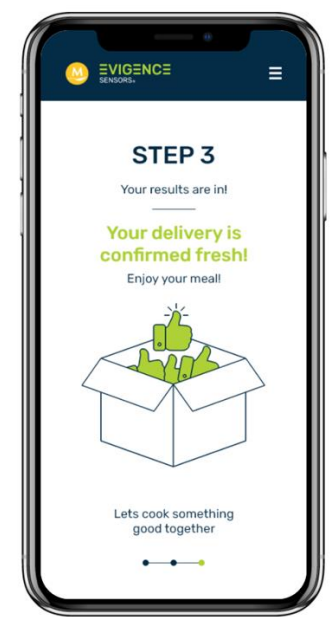 M
EVIGENCE
SENSORS
STEP 3
Your results are in!
Your delivery is
confirmed fresh!
Enjoy your meal!
Lets cook something
good together